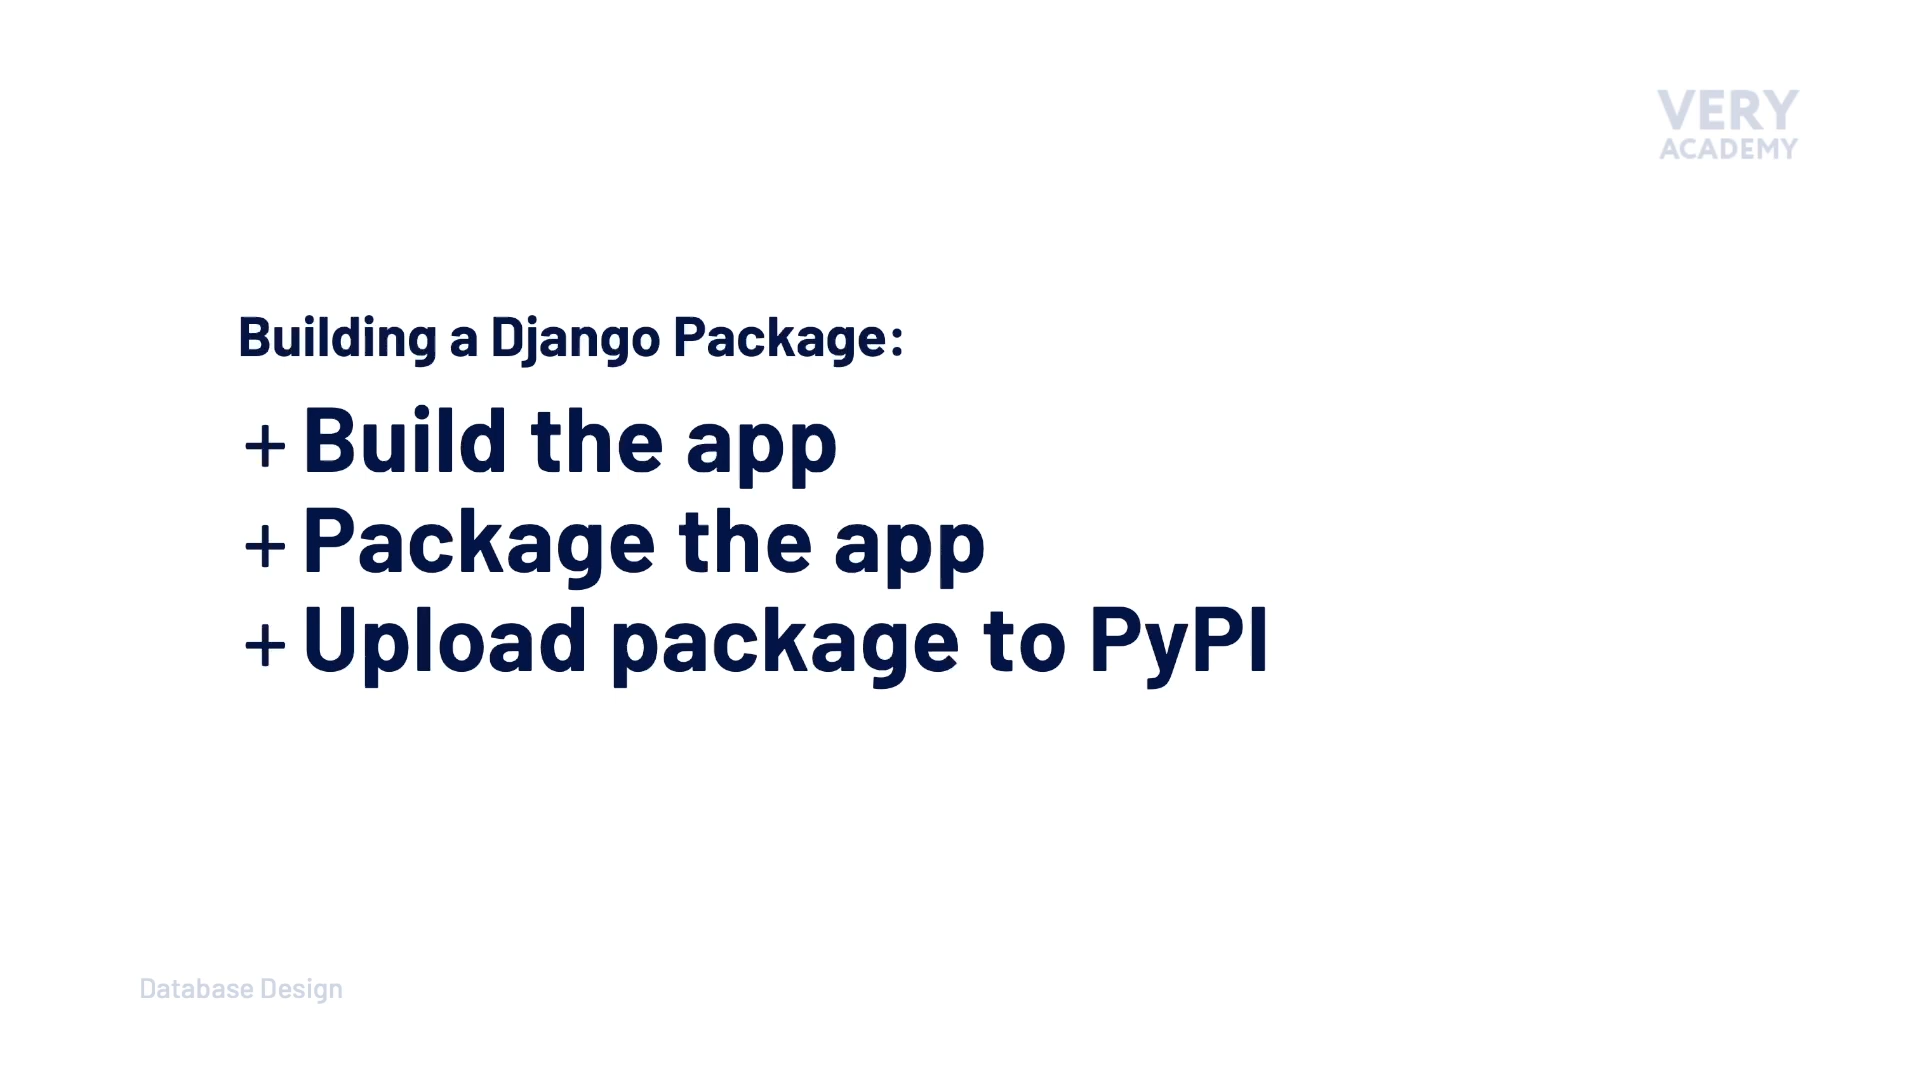 VERY
ACADEMY
Building a Django Package:
+ Build the app
+ Package the app
+ Upload package to PyPI
Database Design